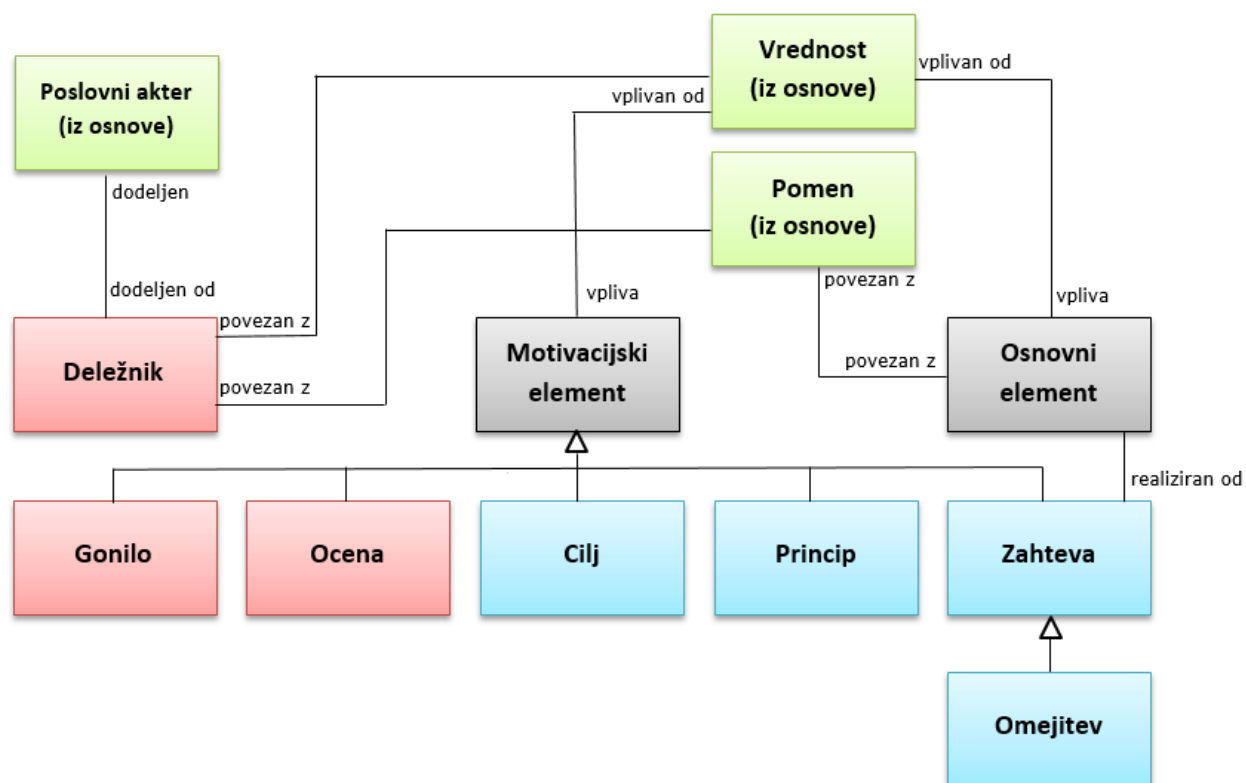 Vrednost
(iz osnove)
Poslovni akter
(iz osnove)
vplivan od
vplivan od
Pomen
(iz osnove)
dodeljen
povezan z
dodeljen od
vpliva
vpliva
povezan z
Deležnik
Motivacijski
element
povezan z
Osnovni
element
povezan z
realiziran od
Gonilo
Ocena
Cilj
Princip
Zahteva
Omejitev